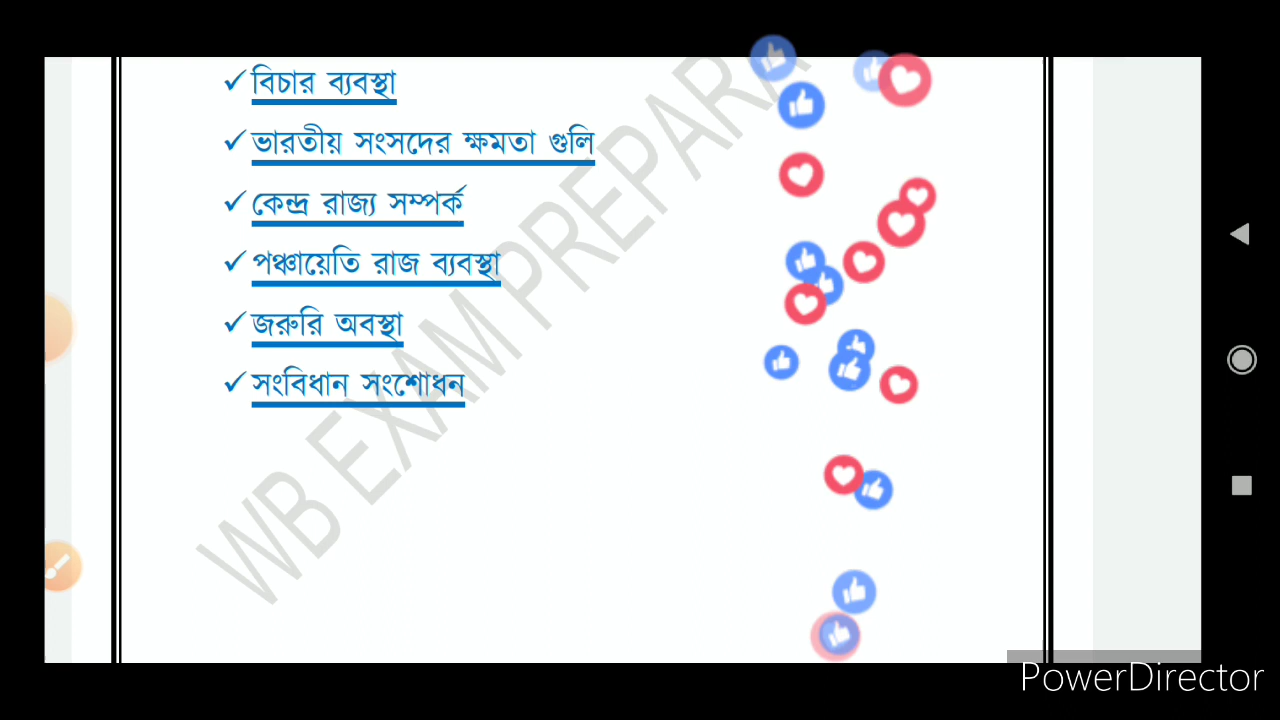 ✓ বিচার ব্যবস্থা
✓ ভারতীয় সংসদের ক্ষমতা গুলি
✓ কেন্দ্র রাজ্য সম্পর্ক
✓ পঞ্চায়েতি রাজ ব্যবস্থা
✓ জরুরি অবস্থা
✓ সংবিধান সংশোধন
WB EXAM PREPARA
PowerDirector